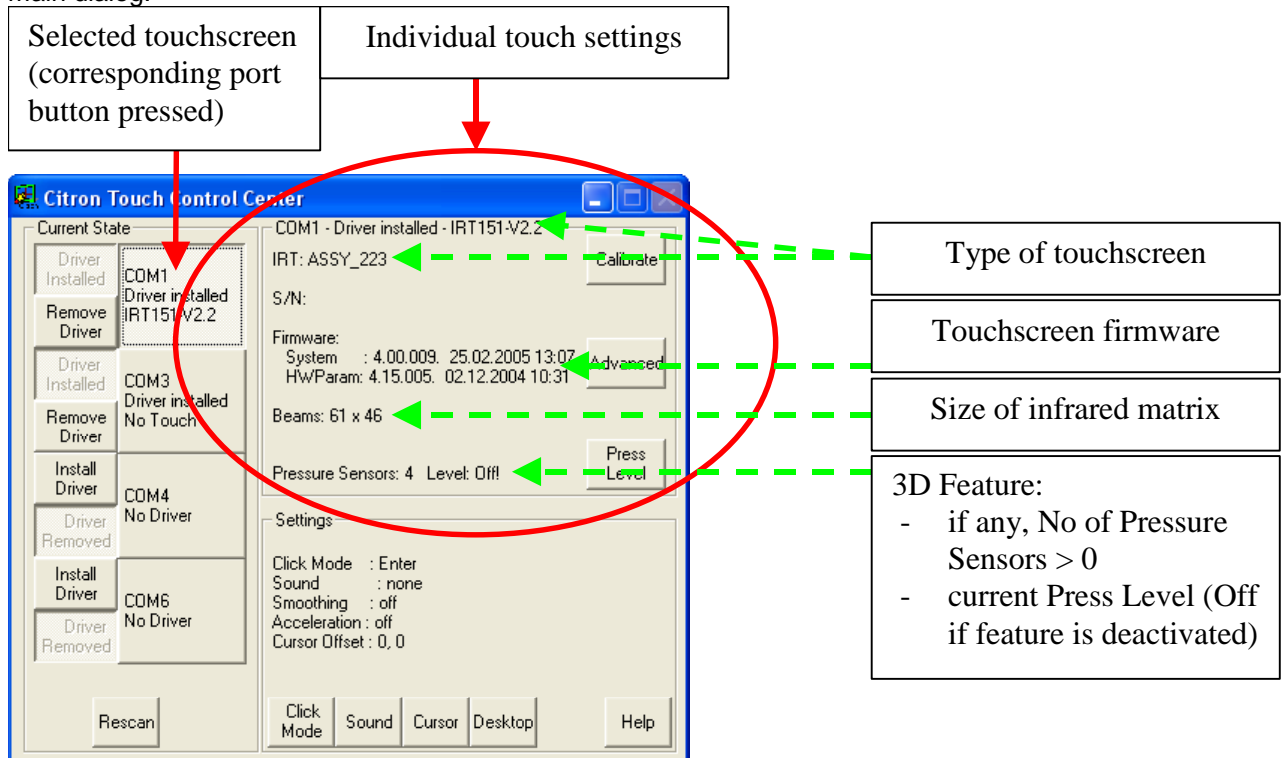 main dialog.
Selected touchscreen
(corresponding port
button pressed)
Individual touch settings
Citron Touch Control Center
Current State
Driver
Installed
COM1
Driver installed
IRT151-V2.2
Remove
Driver
Driver
Installed
COM3
Driver installed
No Touch
Remove
Driver
Install
Driver
COM4
No Driver
Driver
Removed
Install
Driver
COM6
No Driver
Driver
Removed
Rescan
COM1 - Driver installed - IRT151-V2.2
IRT: ASSY_223
Calibrate
S/N:
Firmware:
System : 4.00.009. 25.02.2005 13:07
HWParam: 4.15.005. 02.12.2004 10:31
Advanced
Beams: 61 x 46
Pressure Sensors: 4 Level: Off!
Press
Level
Settings
Click Mode : Enter
Sound : none
Smoothing : off
Acceleration : off
Cursor Offset : 0, 0
Click
Mode
Sound
Cursor
Desktop
Help
Type of touchscreen
Touchscreen firmware
Size of infrared matrix
3D Feature:
- if any, No of Pressure
Sensors > 0
- current Press Level (Off
if feature is deactivated)